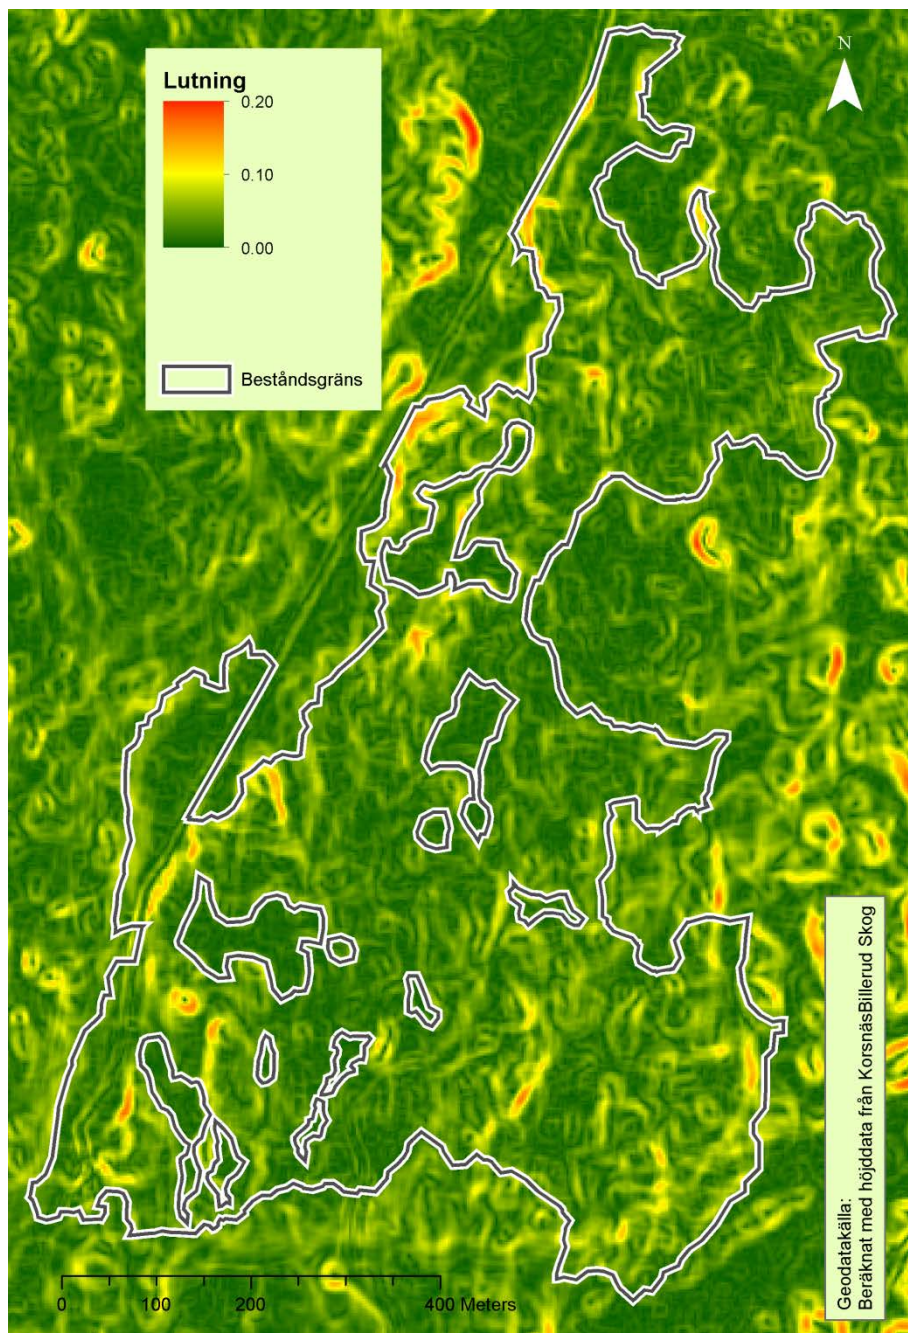 N
Lutning
0.20
0.10
0.00
Beståndsgräns
Geodatakälla:
Beräknat med höjddata från KorsnäsBillerud Skog
0 100 200 400 Meters